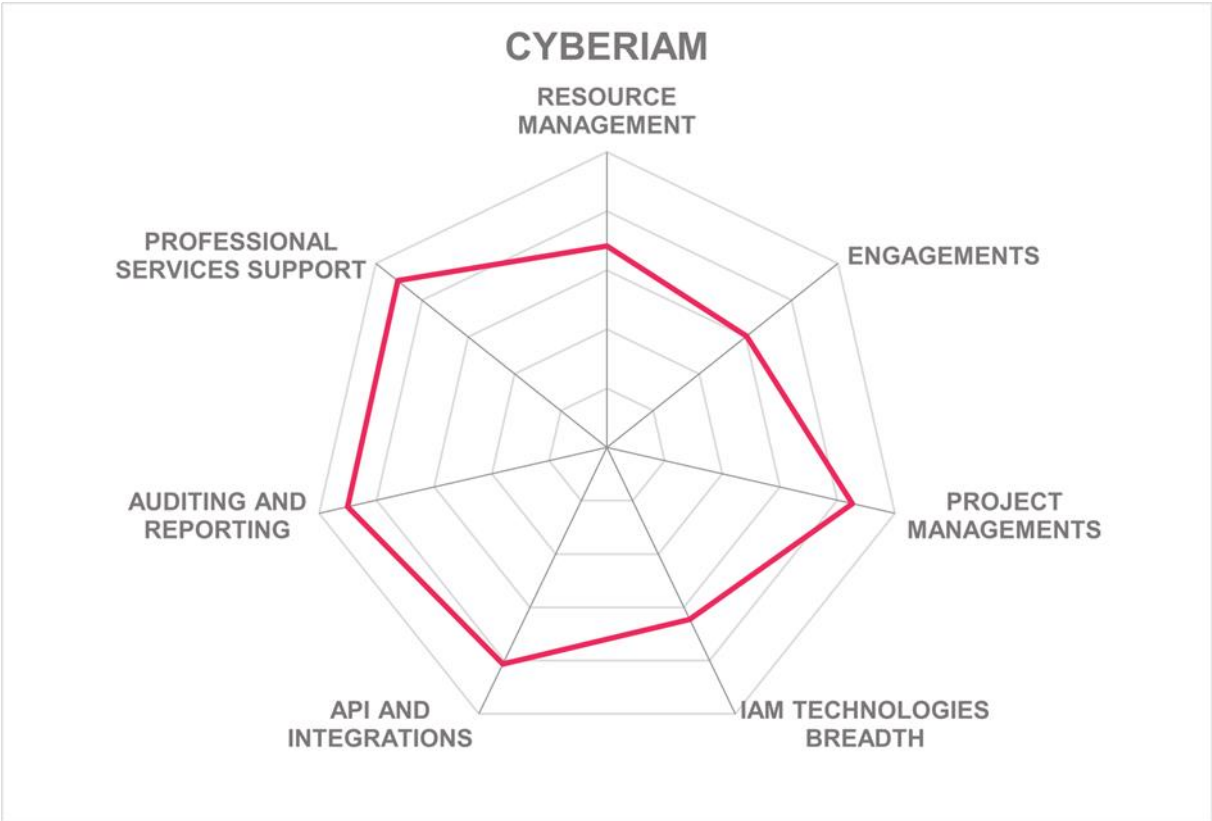 CYBERIAM
RESOURCE
MANAGEMENT
ENGAGEMENTS
PROJECT
MANAGEMENTS
IAM TECHNOLOGIES
BREADTH
API AND
INTEGRATIONS
AUDITING AND
REPORTING
PROFESSIONAL
SERVICES SUPPORT